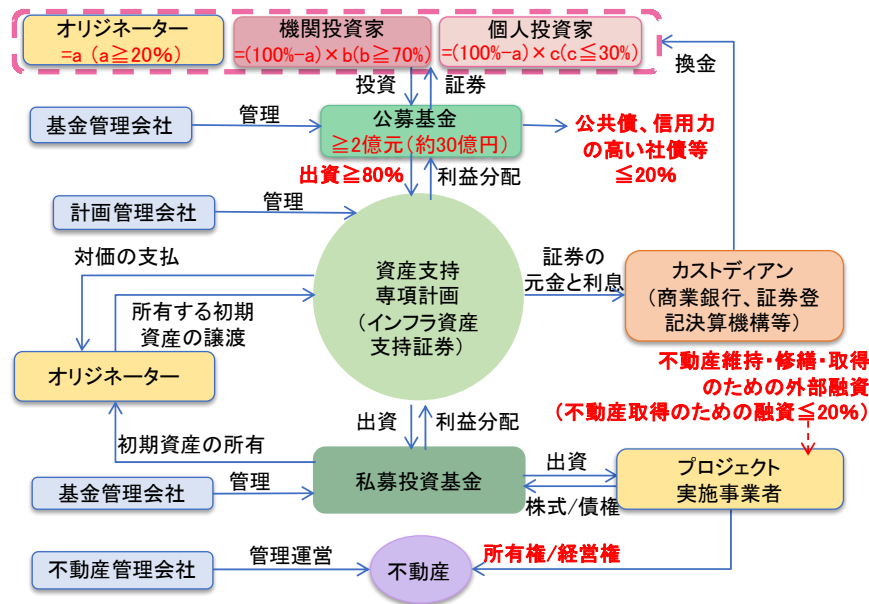 オリジネーター
=a（a≧20%）
機関投資家
=(100%-a)×b(b≧70%)
個人投資家
=(100%-a)×c(c≦30%)
換金
投資
証券
基金管理会社
管理
公募基金
≧2億元(約30億円)
公共債、信用力
の高い社債等
≦20%
出資≧80%
利益分配
計画管理会社
管理
対価の支払
資産支持
専項計画
(インフラ資産
支持証券)
証券の
元金と利息
カストディアン
(商業銀行、証券登
記決算機構等)
所有する初期
資産の譲渡
オリジネーター
不動産維持・修繕・取得
のための外部融資
(不動産取得のための融資≦20%)
出資
利益分配
初期資産の所有
基金管理会社
管理
私募投資基金
出資
株式/債権
プロジェクト
実施事業者
不動産管理会社
管理運営
不動産
所有権/経営権